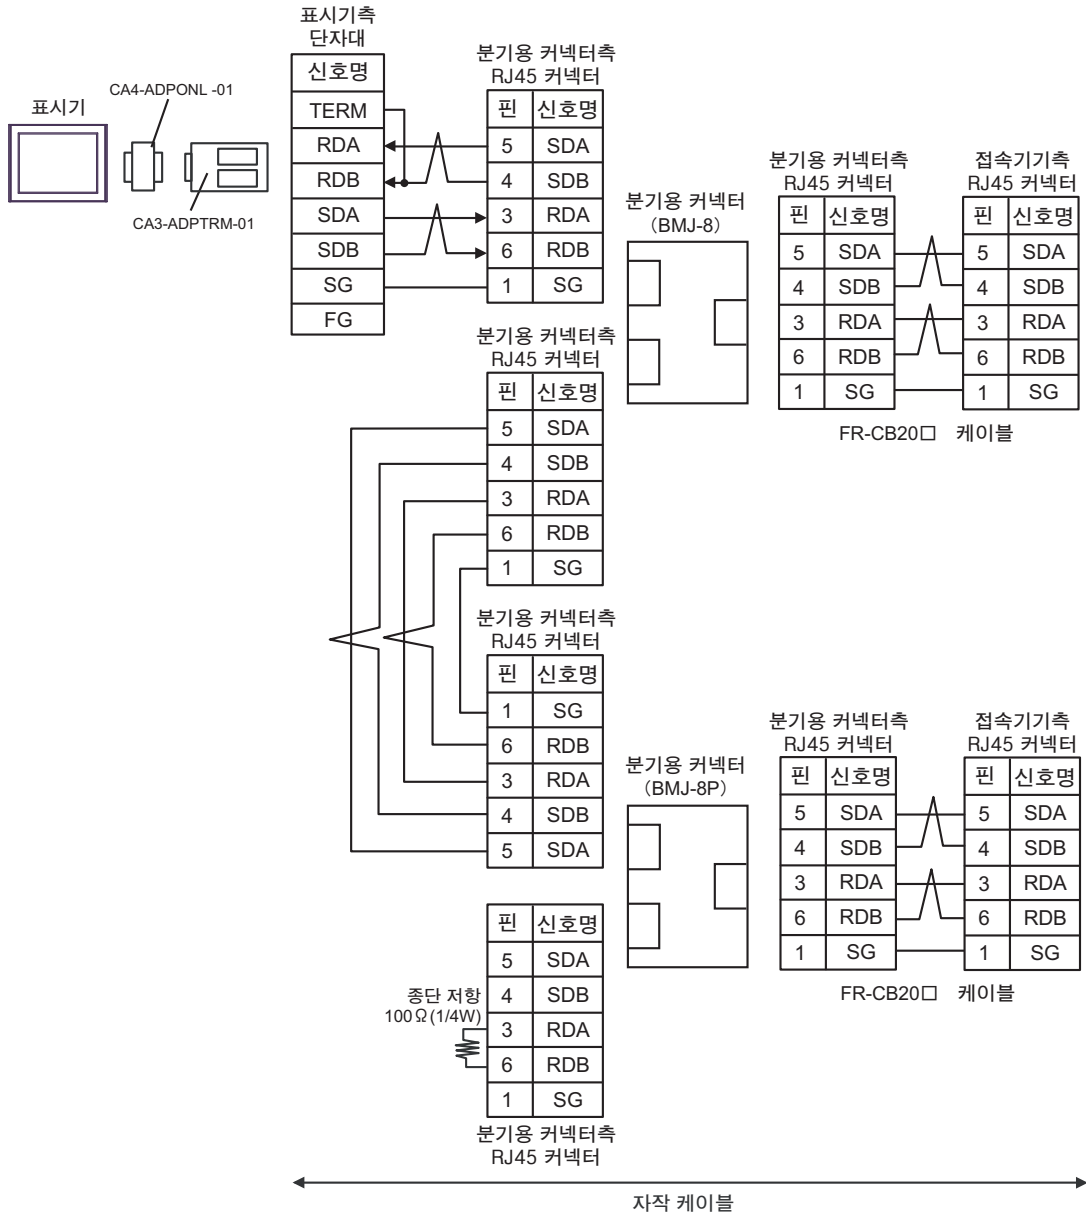 표시기
CA4-ADPONL -01
CA3-ADPTRM-01
표시기측
단자대
신호명
TERM
RDA
RDB
SDA
SDB
SG
FG
분기용 커넥터측
RJ45 커넥터
핀 신호명
5 SDA
4 SDB
3 RDA
6 RDB
1 SG
분기용 커넥터
(BMJ-8)
분기용 커넥터측
RJ45 커넥터
핀 신호명
5 SDA
4 SDB
3 RDA
6 RDB
1 SG
접속기기측
RJ45 커넥터
핀 신호명
5 SDA
4 SDB
3 RDA
6 RDB
1 SG
FR-CB20□ 케이블
분기용 커넥터측
RJ45 커넥터
핀 신호명
5 SDA
4 SDB
3 RDA
6 RDB
1 SG
분기용 커넥터측
RJ45 커넥터
핀 신호명
1 SG
6 RDB
3 RDA
4 SDB
5 SDA
분기용 커넥터
(BMJ-8P)
분기용 커넥터측
RJ45 커넥터
핀 신호명
5 SDA
4 SDB
3 RDA
6 RDB
1 SG
접속기기측
RJ45 커넥터
핀 신호명
5 SDA
4 SDB
3 RDA
6 RDB
1 SG
FR-CB20□ 케이블
종단 저항
100Ω(1/4W)
핀 신호명
5 SDA
4 SDB
3 RDA
6 RDB
1 SG
분기용 커넥터측
RJ45 커넥터
자작 케이블